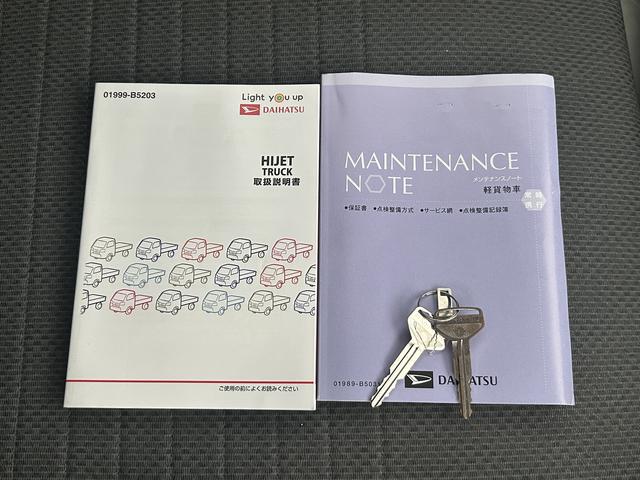 01999-B5203
Light you up
DAIHATSU
HIJET
TRUCK
取扱説明書
ご使用の前によくお読みください
MAINTENANCE
NOTE
メンテナンスノート
軽貨物車
•保証書 •点検整備方式 •サービス網 •点検整備記録簿
01989-B503
DAIHATSU